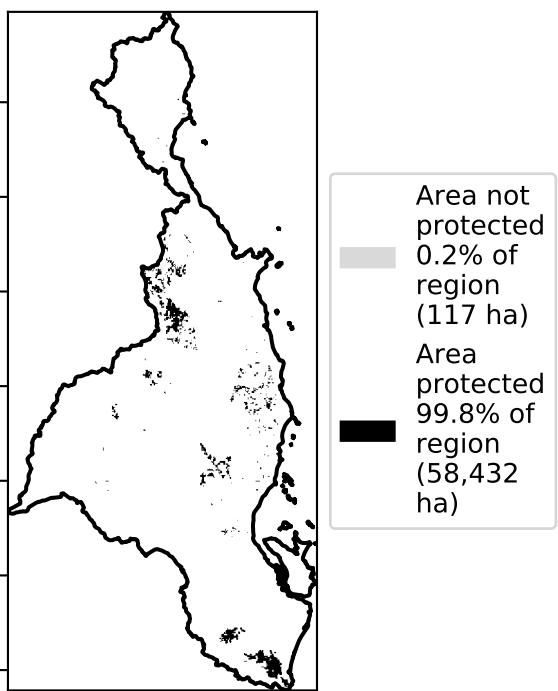 Area not
protected
0.2% of
region
(117 ha)
Area
protected
99.8% of
region
(58,432
ha)